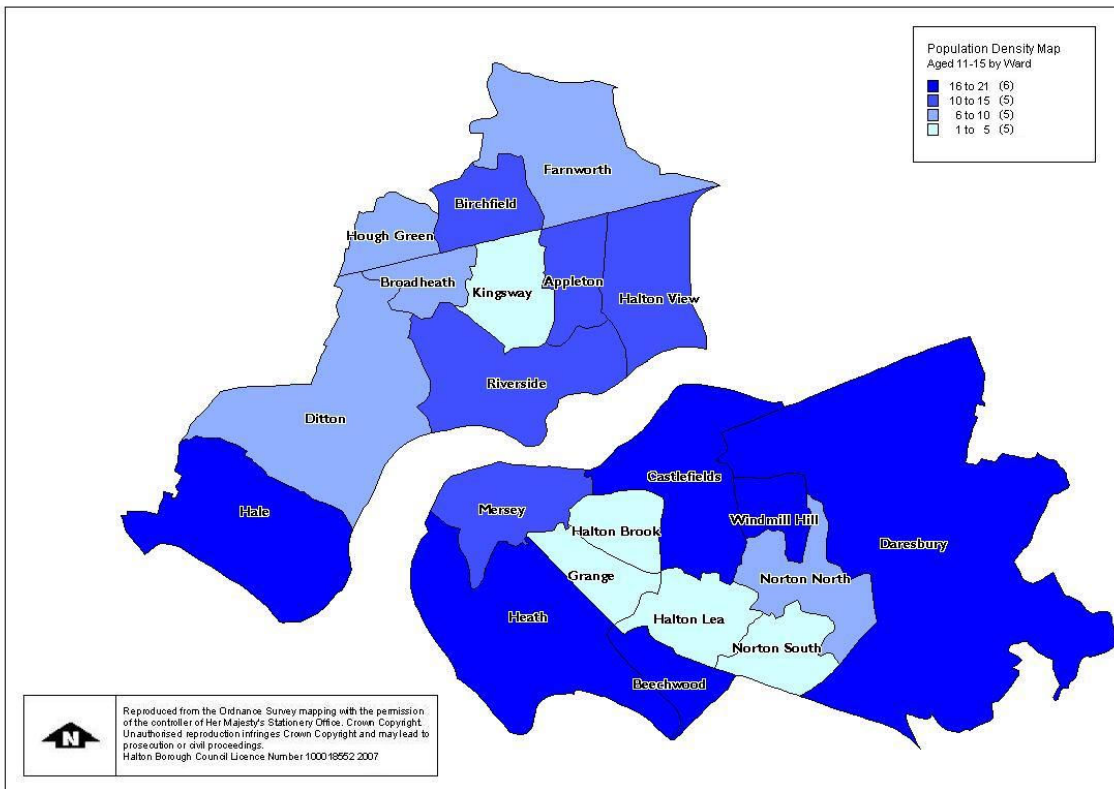 Population Density Map
Aged 11-15 by Ward
16 to 21 (6)
10 to 15 (5)
6 to 10 (5)
1 to 5 (5)
Farnworth
Birchfield
Hough Green
Broadheath
Kingsway
Appleton
Halton View
Riverside
Ditton
Hale
Castlefields
Mersey
Windmill Hill
Halton Brook
Daresbury
Grange
Norton North
Heath
Halton Lea
Norton South
Beechwood
N
Reproduced from the Ordnance Survey mapping with the permission
of the controller of Her Majesty's Stationery Office. Crown Copyright.
Unauthorised reproduction infringes Crown Copyright and may lead to
prosecution or civil proceedings.
Halton Borough Council Licence Number 100018552 2007